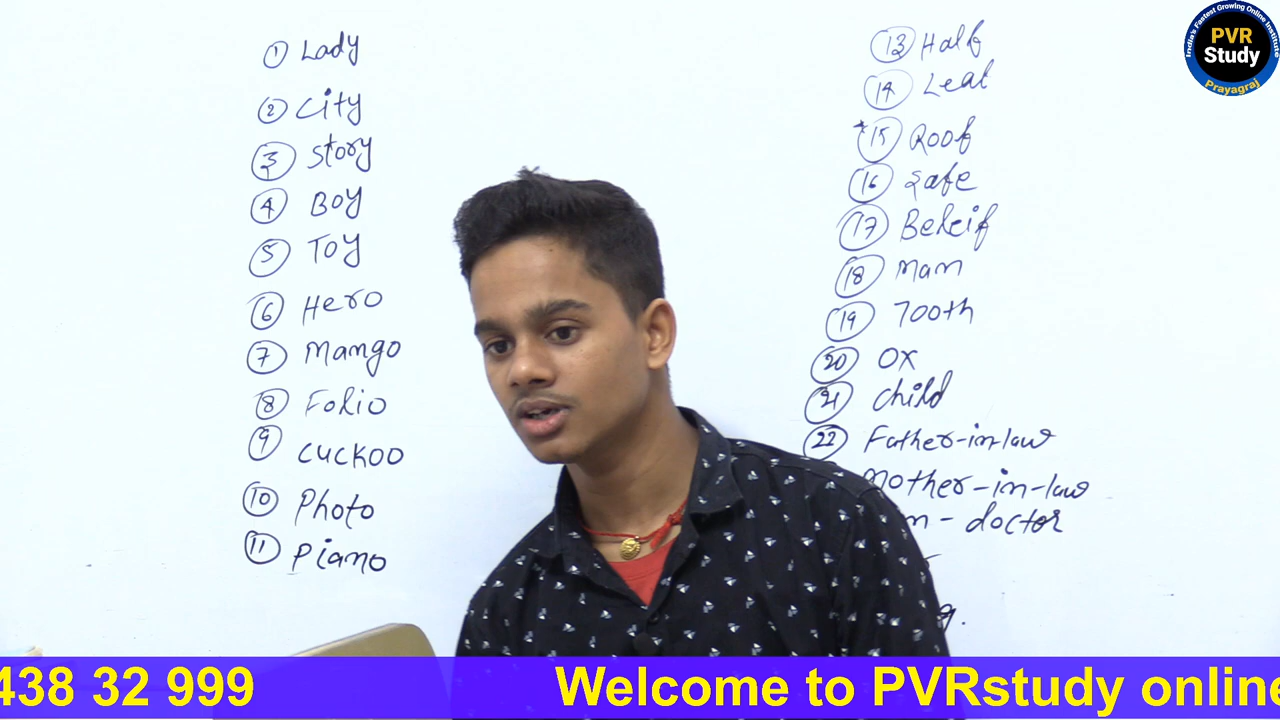 ① Lady
② City
③ Story
④ Boy
⑤ Toy
⑥ Hero
⑦ Mango
⑧ Folio
⑨ cuckoo
⑩ Photo
⑪ Piano
⑬ Half
⑭ Leaf
*⑮ Roof
⑯ Safe
⑰ Beleif
⑱ Man
⑲ Tooth
⑳ Ox
㉑ Child
㉒ Father-in-law
Mother-in-law
n - doctor
India's Fastest Growing Online Institute
PVR
Study
Prayagraj
438 32 999
Welcome to PVRstudy online